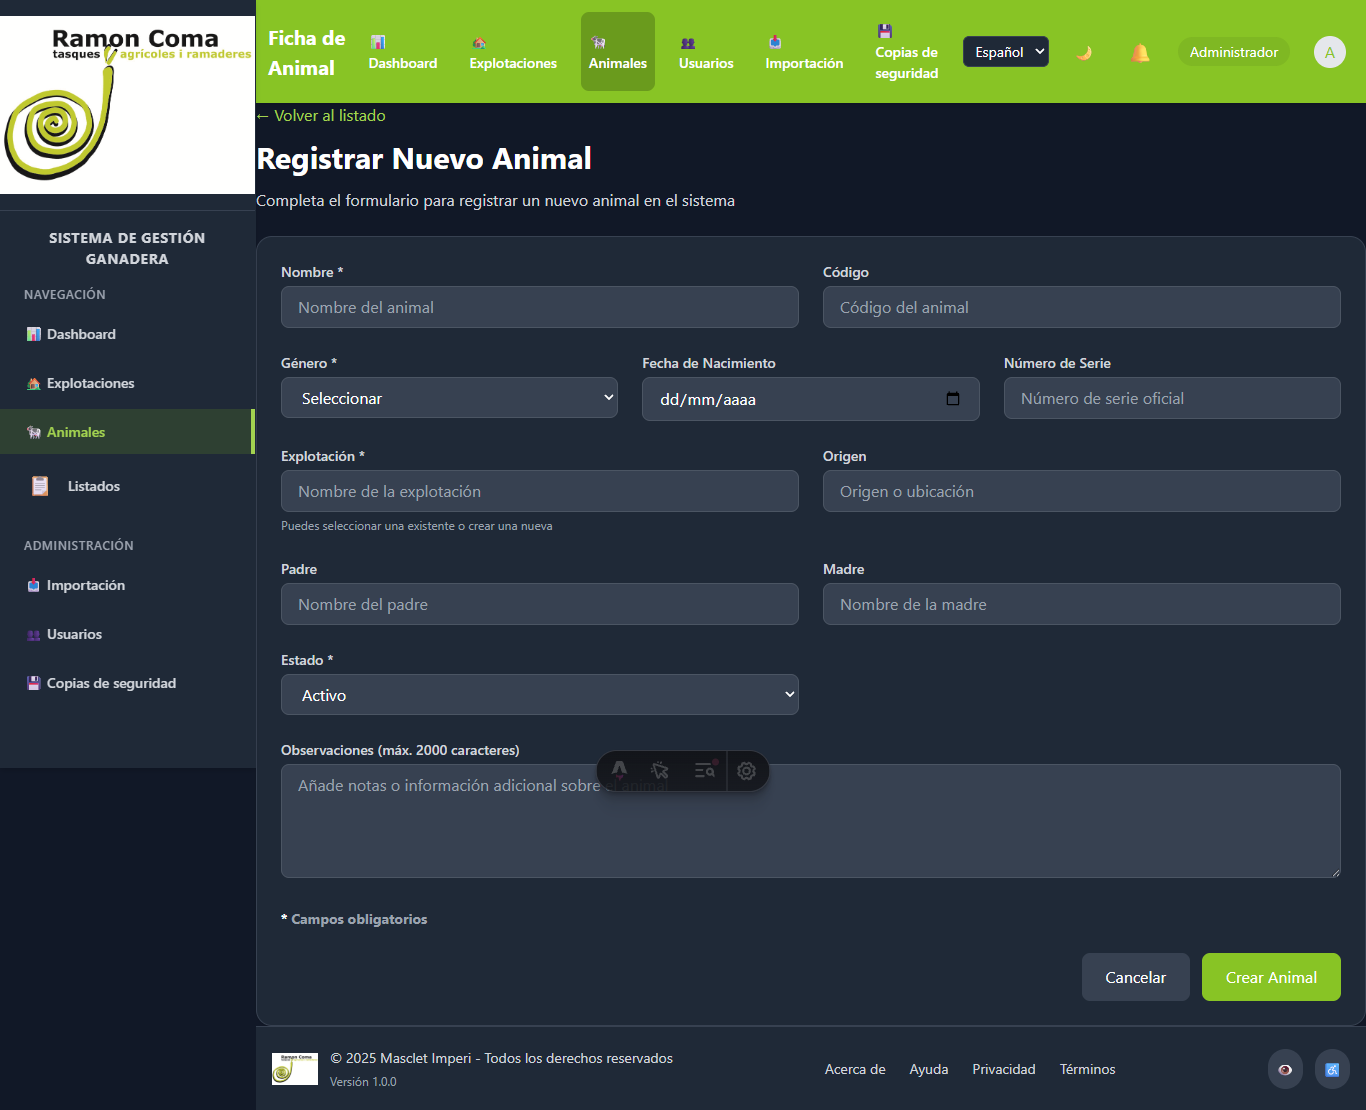 Ramon Coma
tasques agrícoles i ramaderes
SISTEMA DE GESTIÓN
GANADERA
NAVEGACIÓN
Dashboard
Explotaciones
Animales
Listados
ADMINISTRACIÓN
Importación
Usuarios
Copias de seguridad
Ficha de
Animal
Dashboard
Explotaciones
Animales
Usuarios
Importación
Copias de
seguridad
Español
Administrador
A
← Volver al listado
Registrar Nuevo Animal
Completa el formulario para registrar un nuevo animal en el sistema
Nombre *
Código
Nombre del animal
Código del animal
Género *
Fecha de Nacimiento
Número de Serie
Seleccionar
dd/mm/aaaa
Número de serie oficial
Explotación *
Origen
Nombre de la explotación
Origen o ubicación
Puedes seleccionar una existente o crear una nueva
Padre
Madre
Nombre del padre
Nombre de la madre
Estado *
Activo
Observaciones (máx. 2000 caracteres)
Añade notas o información adicional sobre el animal
* Campos obligatorios
Cancelar
Crear Animal
Ramon Coma
© 2025 Masclet Imperi - Todos los derechos reservados
Versión 1.0.0
Acerca de
Ayuda
Privacidad
Términos